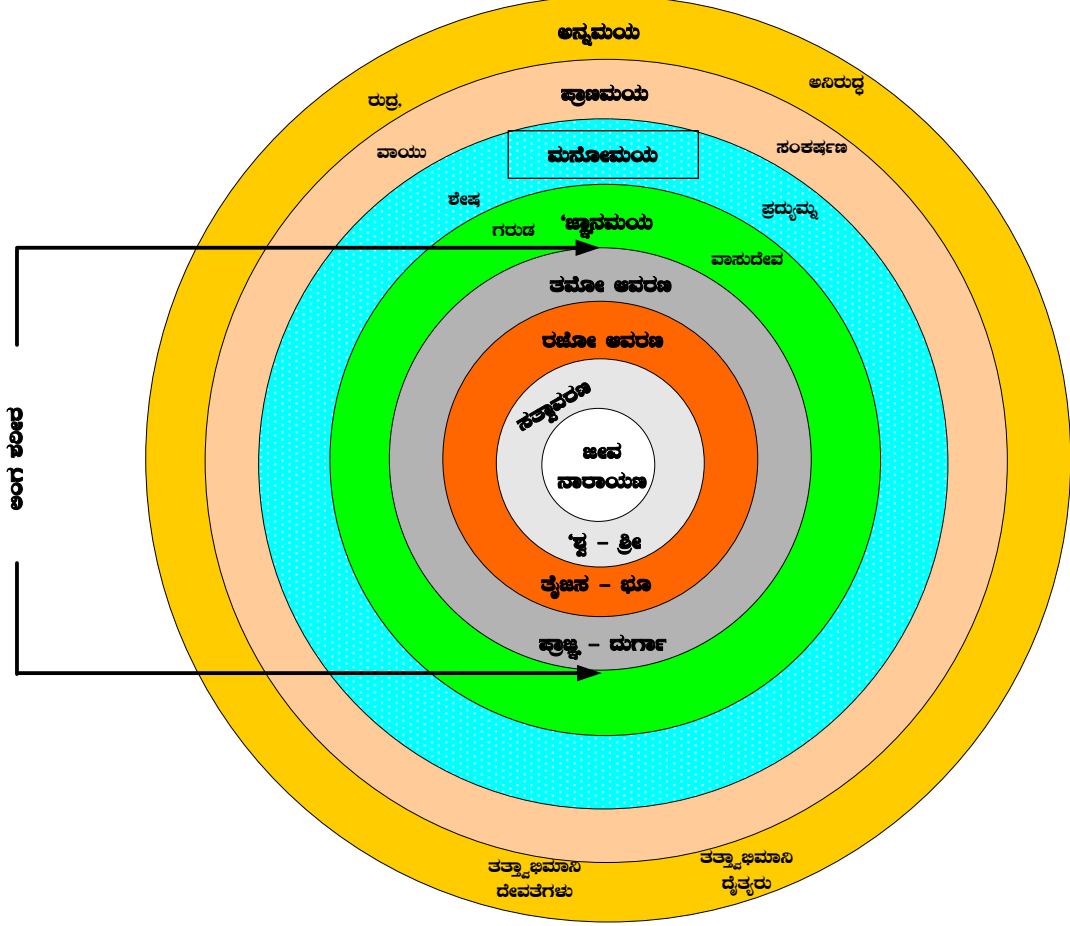 ಅನ್ನಮಯ
ಅನಿರುದ್ಧ
ರುದ್ರ,
ಪ್ರಾಣಮಯ
ವಾಯು
ಸಂಕರ್ಷಣ
ಮನೋಮಯ
ಶೇಷ
ಪ್ರದ್ಯುಮ್ನ
ಗರುಡ
‘ಜ್ಞಾನಮಯ
ವಾಸುದೇವ
ತಮೋ ಆವರಣ
ರಜೋ ಆವರಣ
ಸತ್ವಾವರಣ
ಜೀವ
ನಾರಾಯಣ
‘ಶ್ವ – ಶ್ರೀ
ತೈಜಸ – ಭೂ
ಪ್ರಾಜ್ಞ – ದುರ್ಗಾ
ಲಿಂಗ ಶರೀರ
ತತ್ತ್ವಾಭಿಮಾನಿ
ದೇವತೆಗಳು
ತತ್ತ್ವಾಭಿಮಾನಿ
ದೈತ್ಯರು